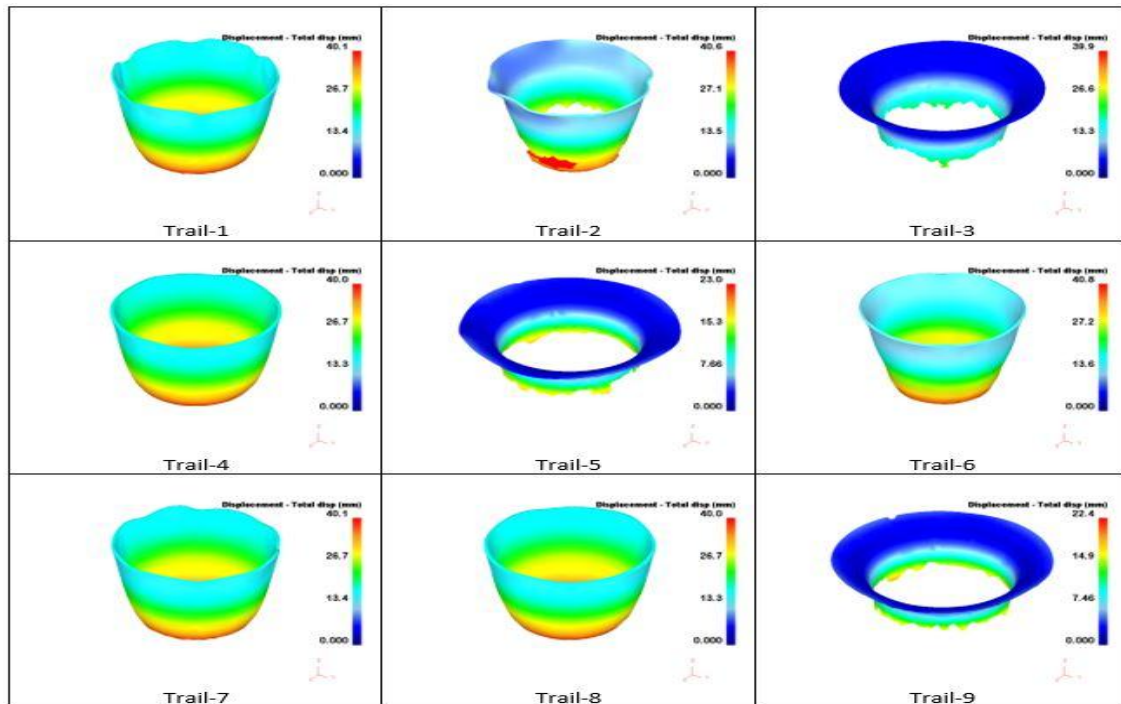 Displacement - Total disp (mm)
40.1
26.7
13.4
0.000
Trail-1
Displacement - Total disp (mm)
40.6
27.1
13.5
0.000
Trail-2
Displacement - Total disp (mm)
39.9
26.6
13.3
0.000
Trail-3
Displacement - Total disp (mm)
40.0
26.7
13.3
0.000
Trail-4
Displacement - Total disp (mm)
23.0
15.3
7.66
0.000
Trail-5
Displacement - Total disp (mm)
40.8
27.2
13.6
0.000
Trail-6
Displacement - Total disp (mm)
40.1
26.7
13.4
0.000
Trail-7
Displacement - Total disp (mm)
40.0
26.7
13.3
0.000
Trail-8
Displacement - Total disp (mm)
22.4
14.9
7.46
0.000
Trail-9